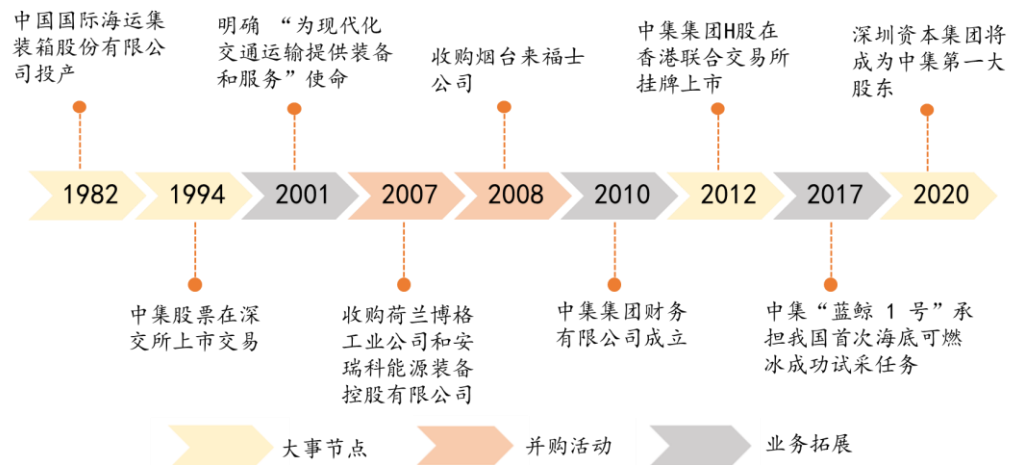 中国国际海运集
装箱股份有限公
司投产
明确 “为现代化
交通运输提供装备
和服务”使命
收购烟台来福士
公司
中集集团H股在
香港联合交易所
挂牌上市
深圳资本集团将
成为中集第一大
股东
1982
1994
2001
2007
2008
2010
2012
2017
2020
中集股票在深
交所上市交易
收购荷兰博格
工业公司和安
瑞科能源装备
控股有限公司
中集集团财务
有限公司成立
中集“蓝鲸 1 号”承
担我国首次海底可燃
冰成功试采任务
大事节点
并购活动
业务拓展